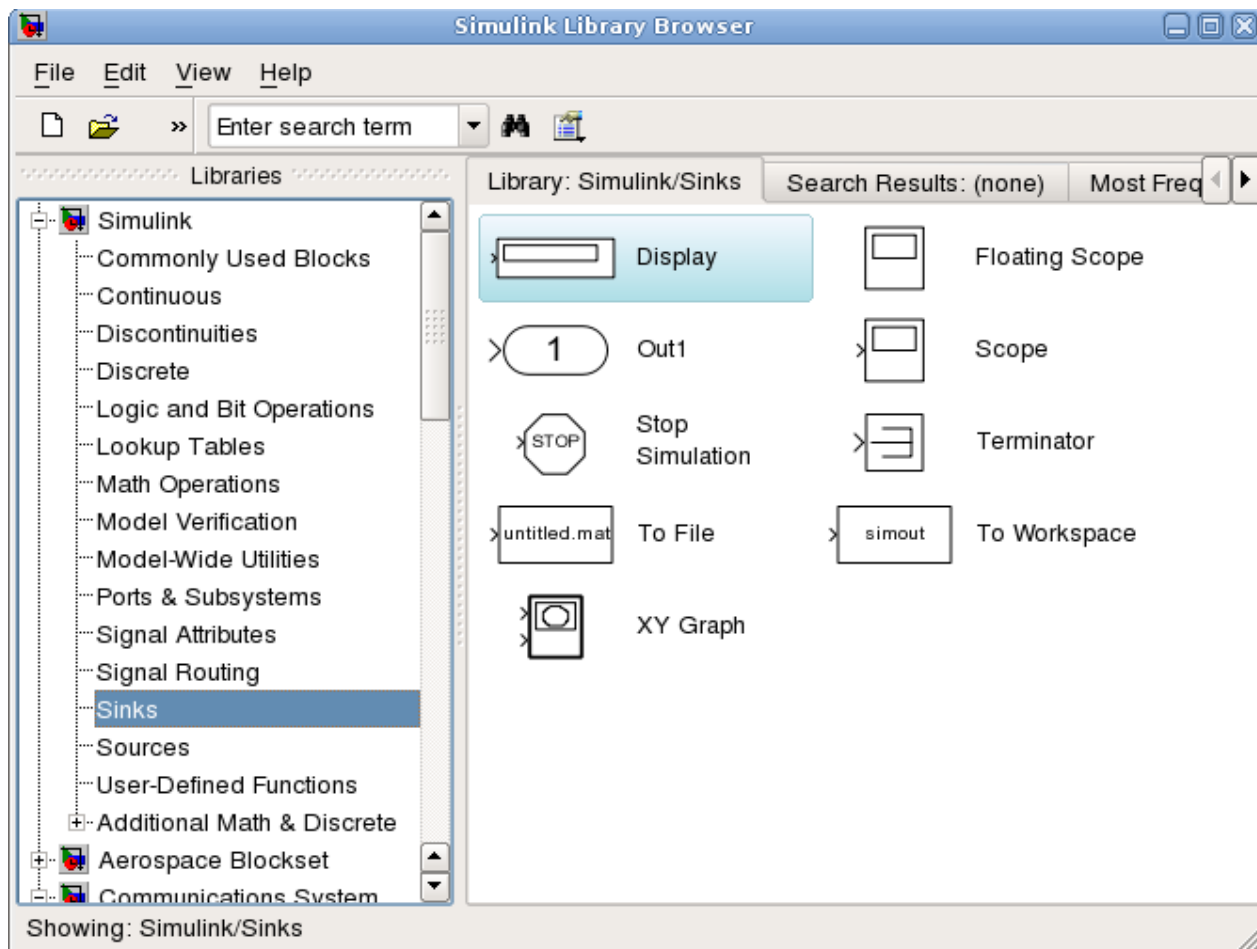 Simulink Library Browser
File Edit View Help
» Enter search term
Libraries
Simulink
Commonly Used Blocks
Continuous
Discontinuities
Discrete
Logic and Bit Operations
Lookup Tables
Math Operations
Model Verification
Model-Wide Utilities
Ports & Subsystems
Signal Attributes
Signal Routing
Sinks
Sources
User-Defined Functions
Additional Math & Discrete
Aerospace Blockset
Communications System
Library: Simulink/Sinks Search Results: (none) Most Freq
Display Floating Scope
1 Out1 Scope
STOP Stop
Simulation
Terminator
untitled.mat To File simout To Workspace
XY Graph
Showing: Simulink/Sinks